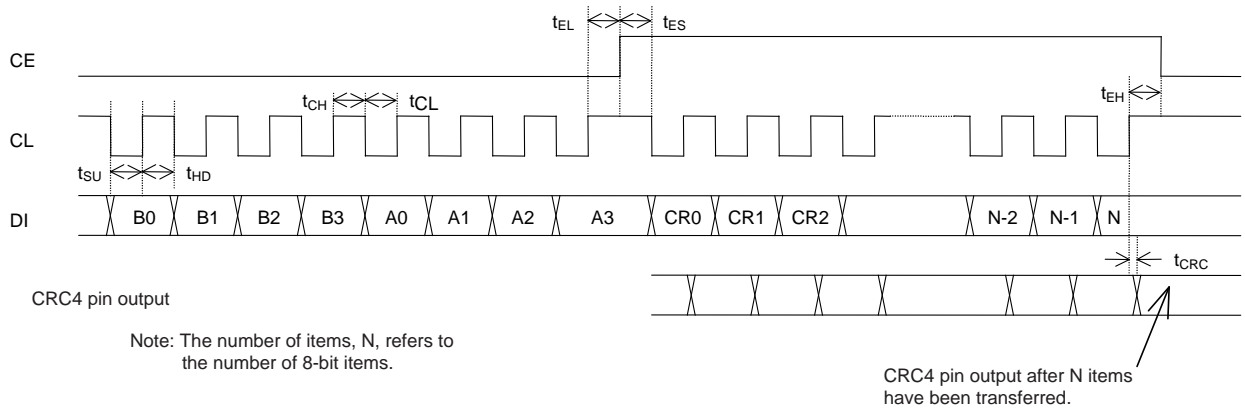 tEL tES
CE
tCH tCL tEH
CL
tSU tHD
DI B0 B1 B2 B3 A0 A1 A2 A3 CR0 CR1 CR2 N-2 N-1 N
tCRC
CRC4 pin output
Note: The number of items, N, refers to
the number of 8-bit items.
CRC4 pin output after N items
have been transferred.